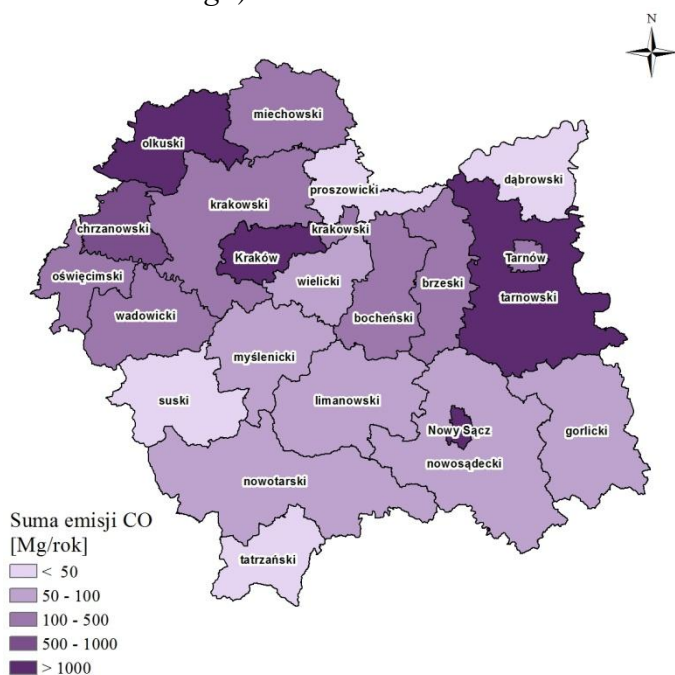 N
miechowski
olkuski
dąbrowski
proszowicki
krakowski
chrzanowski
krakowski
Kraków
Tarnów
oświęcimski
wielicki
brzeski
tarnowski
wadowicki
bocheński
myślenicki
suski
limanowski
Nowy Sącz
gorlicki
nowosądecki
nowotarski
tatrzański
Suma emisji CO
[Mg/rok]
< 50
50 - 100
100 - 500
500 - 1000
> 1000